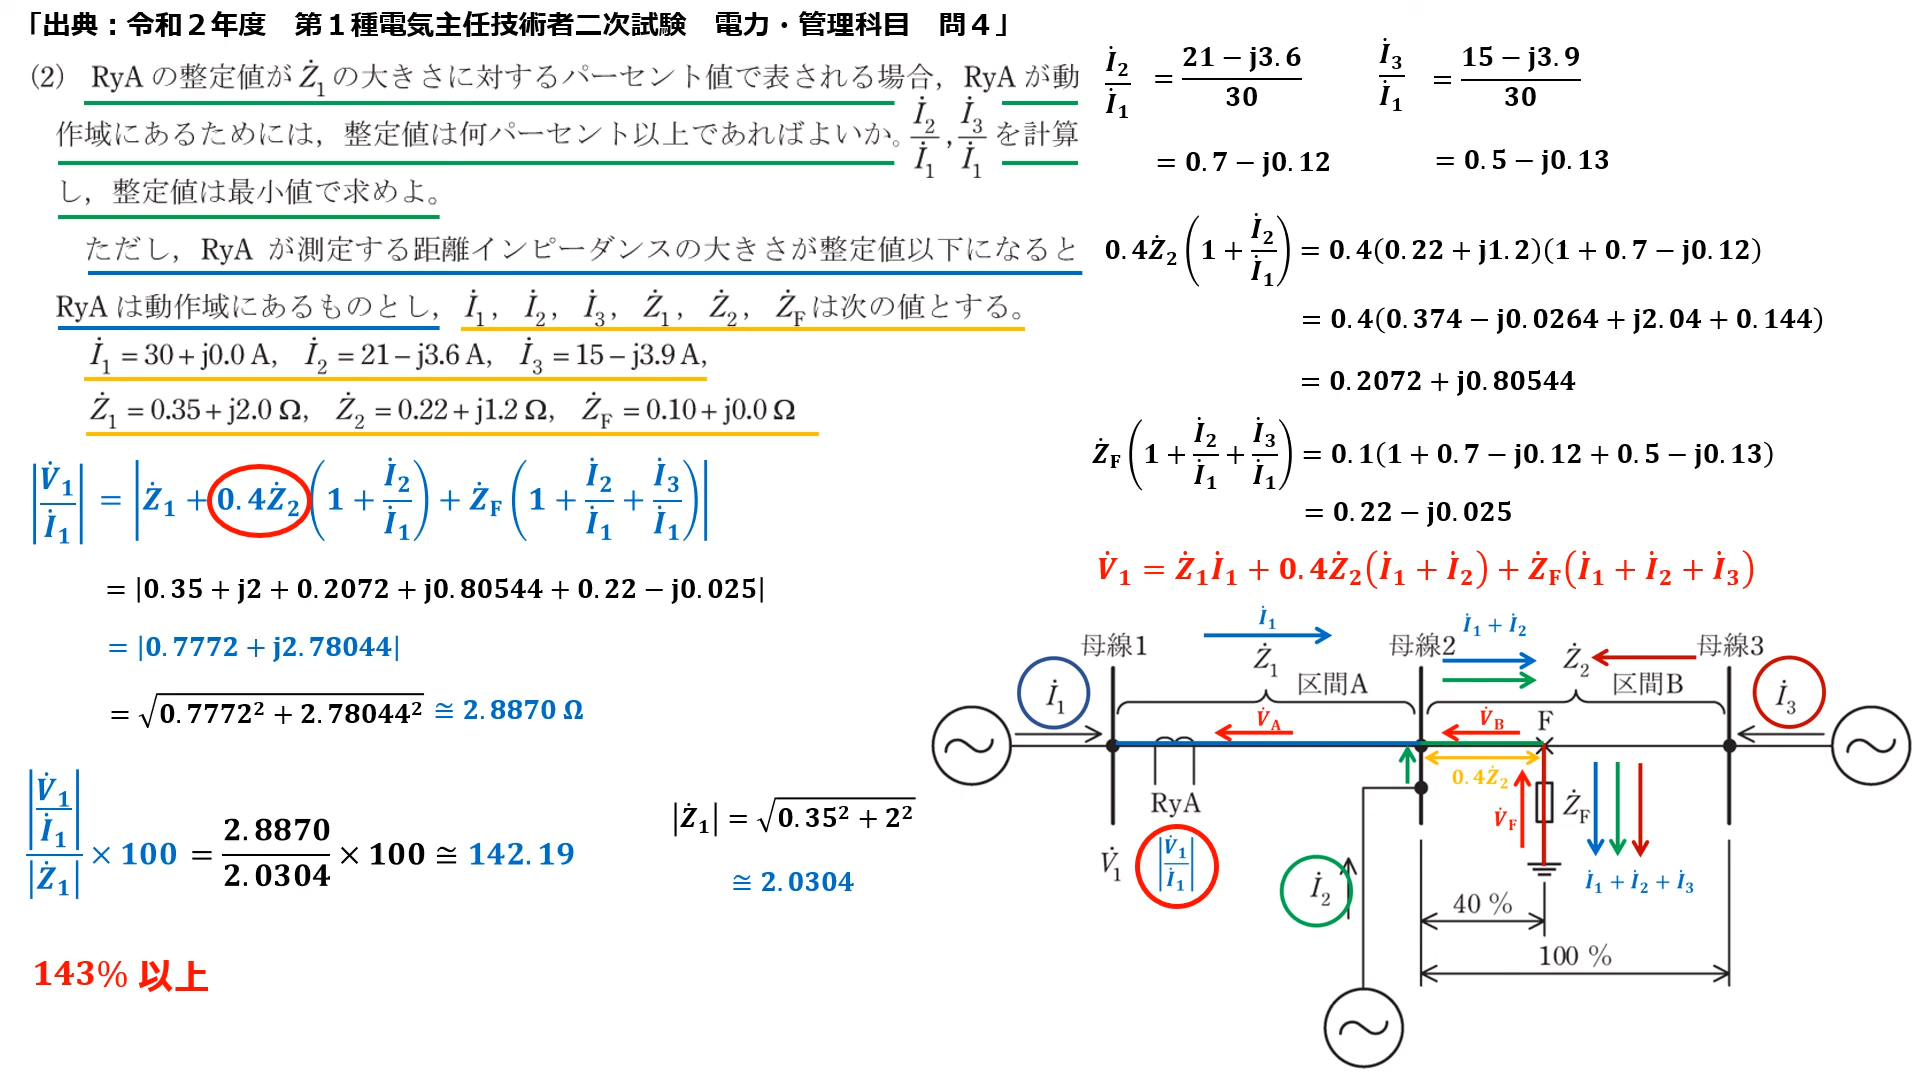 「出典：令和２年度　第１種電気主任技術者二次試験　電力・管理科目　問４」
(2) RyA の整定値が Ż₁ の大きさに対するパーセント値で表される場合，RyA が動
作域にあるためには，整定値は何パーセント以上であればよいか。İ₂/İ₁ , İ₃/İ₁ を計算
し，整定値は最小値で求めよ。
ただし，RyA が測定する距離インピーダンスの大きさが整定値以下になると
RyA は動作域にあるものとし，İ₁，İ₂，İ₃，Ż₁，Ż₂，Ż_F は次の値とする。
İ₁ = 30 + j0.0 A, İ₂ = 21 − j3.6 A, İ₃ = 15 − j3.9 A,
Ż₁ = 0.35 + j2.0 Ω, Ż₂ = 0.22 + j1.2 Ω, Ż_F = 0.10 + j0.0 Ω
|V̇₁/İ₁| = |Ż₁ + 0.4Ż₂(1 + İ₂/İ₁) + Ż_F(1 + İ₂/İ₁ + İ₃/İ₁)|
= |0.35 + j2 + 0.2072 + j0.80544 + 0.22 − j0.025|
= |0.7772 + j2.78044|
= √(0.7772² + 2.78044²) ≅ 2.8870 Ω
|V̇₁/İ₁|/|Ż₁| × 100 = 2.8870/2.0304 × 100 ≅ 142.19
|Ż₁| = √(0.35² + 2²)
≅ 2.0304
143% 以上
İ₂/İ₁ = (21 − j3.6)/30
= 0.7 − j0.12
İ₃/İ₁ = (15 − j3.9)/30
= 0.5 − j0.13
0.4Ż₂(1 + İ₂/İ₁) = 0.4(0.22 + j1.2)(1 + 0.7 − j0.12)
= 0.4(0.374 − j0.0264 + j2.04 + 0.144)
= 0.2072 + j0.80544
Ż_F(1 + İ₂/İ₁ + İ₃/İ₁) = 0.1(1 + 0.7 − j0.12 + 0.5 − j0.13)
= 0.22 − j0.025
V̇₁ = Ż₁İ₁ + 0.4Ż₂(İ₁ + İ₂) + Ż_F(İ₁ + İ₂ + İ₃)
İ₁
İ₁ + İ₂
母線1
Ż₁
母線2
Ż₂
母線3
İ₁
区間A
区間B
İ₃
V̇_A
V̇_B
F
0.4Ż₂
RyA
V̇_F
Ż_F
V̇₁
|V̇₁/İ₁|
İ₂
İ₁ + İ₂ + İ₃
40 %
100 %